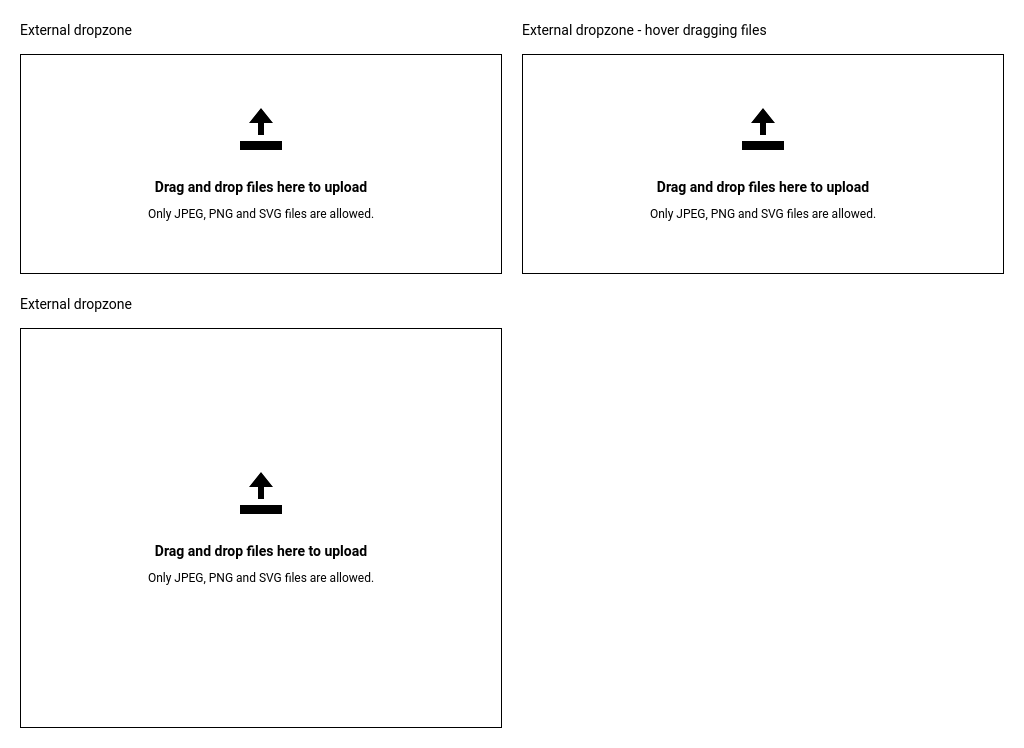 External dropzone
Drag and drop files here to upload
Only JPEG, PNG and SVG files are allowed.
External dropzone - hover dragging files
Drag and drop files here to upload
Only JPEG, PNG and SVG files are allowed.
External dropzone
Drag and drop files here to upload
Only JPEG, PNG and SVG files are allowed.